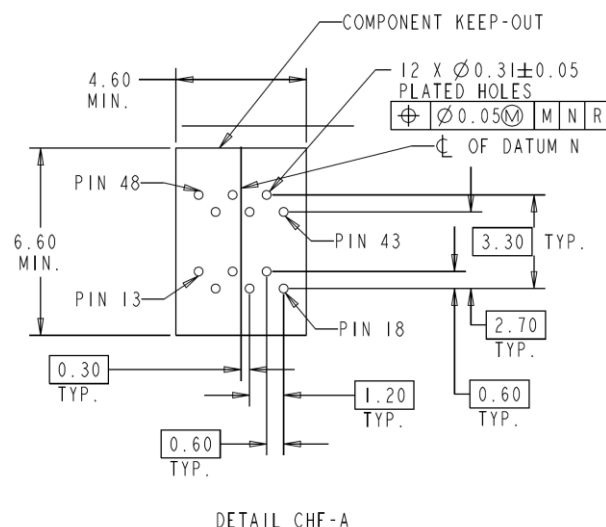 COMPONENT KEEP-OUT
4.60
MIN.
12 X Ø0.31±0.05
PLATED HOLES
⌖ Ø0.05Ⓜ M N R
℄ OF DATUM N
PIN 48
PIN 43
6.60
MIN.
3.30 TYP.
PIN 13
PIN 18
2.70
TYP.
0.30
TYP.
1.20
TYP.
0.60
TYP.
0.60
TYP.
DETAIL CHF-A